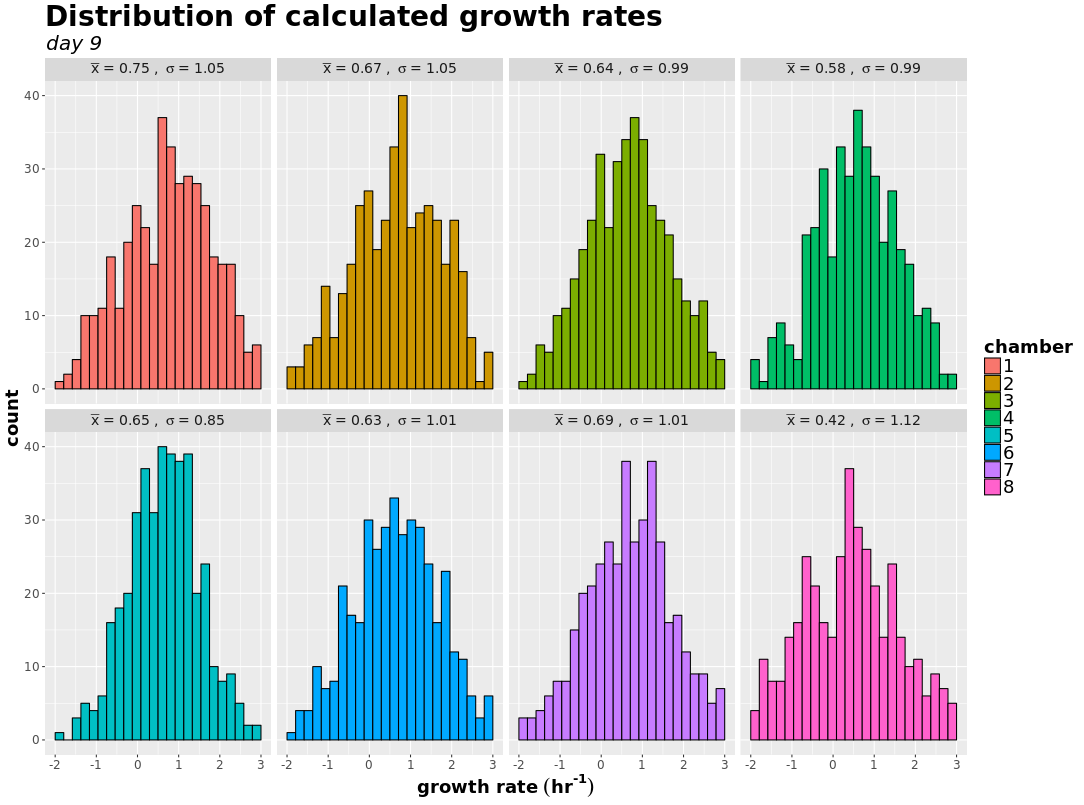 Distribution of calculated growth rates
day 9
x̅ = 0.75 , σ = 1.05
x̅ = 0.67 , σ = 1.05
x̅ = 0.64 , σ = 0.99
x̅ = 0.58 , σ = 0.99
40
30
20
10
0
x̅ = 0.65 , σ = 0.85
x̅ = 0.63 , σ = 1.01
x̅ = 0.69 , σ = 1.01
x̅ = 0.42 , σ = 1.12
40
30
20
10
0
-2 -1 0 1 2 3
-2 -1 0 1 2 3
-2 -1 0 1 2 3
-2 -1 0 1 2 3
growth rate (hr⁻¹)
count
chamber
1
2
3
4
5
6
7
8